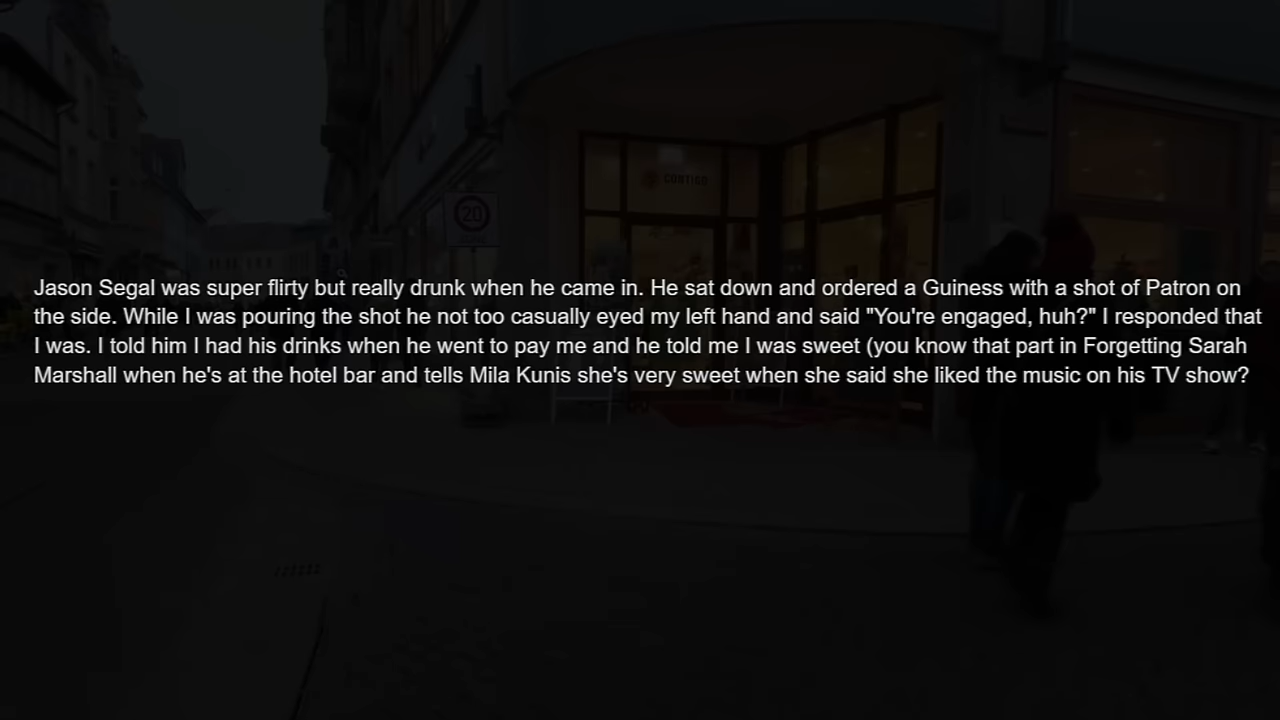 CONTIGO
20
Jason Segal was super flirty but really drunk when he came in. He sat down and ordered a Guiness with a shot of Patron on
the side. While I was pouring the shot he not too casually eyed my left hand and said "You're engaged, huh?" I responded that
I was. I told him I had his drinks when he went to pay me and he told me I was sweet (you know that part in Forgetting Sarah
Marshall when he's at the hotel bar and tells Mila Kunis she's very sweet when she said she liked the music on his TV show?